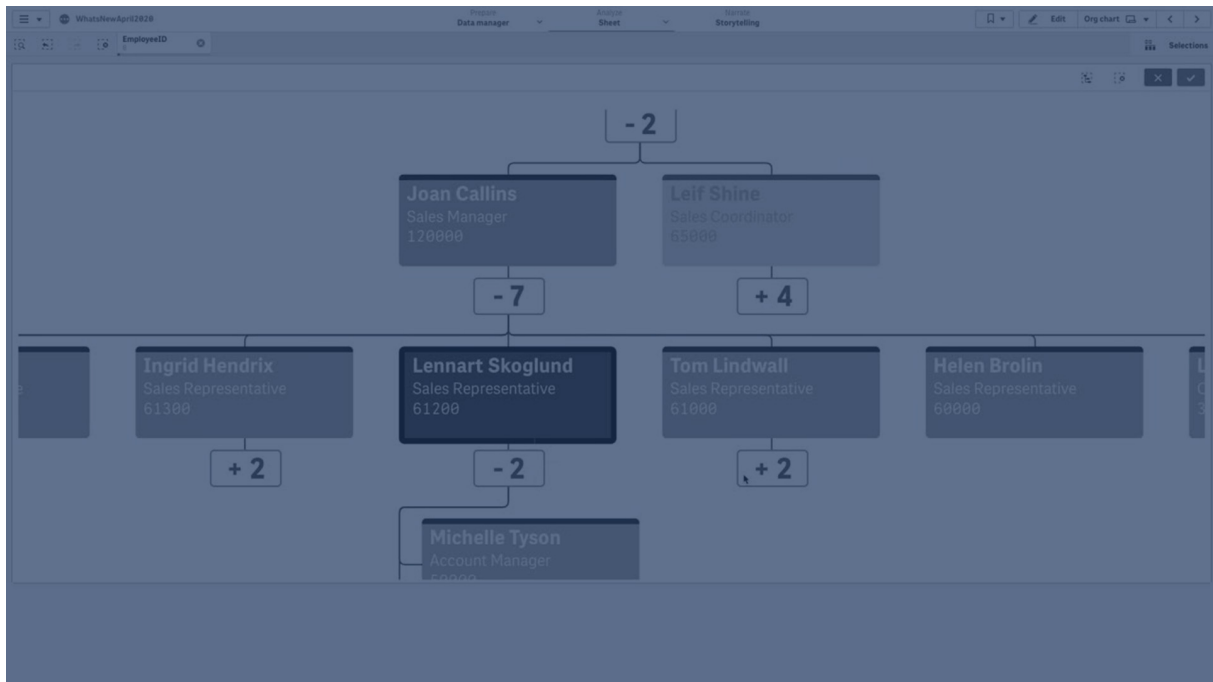 WhatsNewApril2020
Prepare
Data manager
Analyze
Sheet
Narrate
Storytelling
Edit
Org chart
EmployeeID
Selections
- 2
Joan Callins
Sales Manager
120000
Leif Shine
Sales Coordinator
65000
- 7
+ 4
Ingrid Hendrix
Sales Representative
61300
Lennart Skoglund
Sales Representative
61200
Tom Lindwall
Sales Representative
61000
Helen Brolin
Sales Representative
60000
+ 2
- 2
+ 2
Michelle Tyson
Account Manager